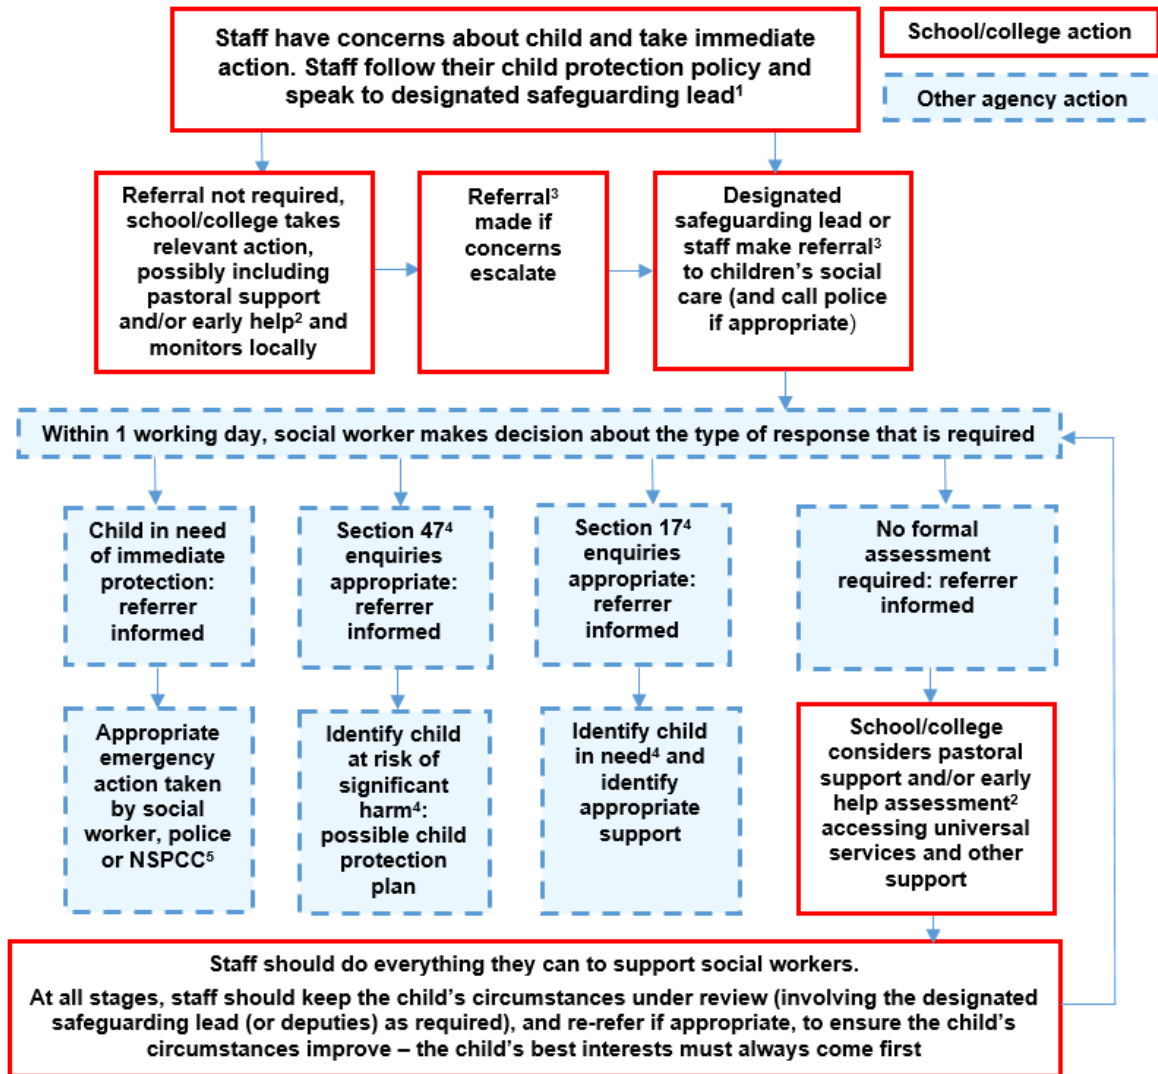 Staff have concerns about child and take immediate
action. Staff follow their child protection policy and
speak to designated safeguarding lead¹
School/college action
Other agency action
Referral not required,
school/college takes
relevant action,
possibly including
pastoral support
and/or early help² and
monitors locally
Referral³
made if
concerns
escalate
Designated
safeguarding lead or
staff make referral³
to children’s social
care (and call police
if appropriate)
Within 1 working day, social worker makes decision about the type of response that is required
Child in need
of immediate
protection:
referrer
informed
Section 47⁴
enquiries
appropriate:
referrer
informed
Section 17⁴
enquiries
appropriate:
referrer
informed
No formal
assessment
required: referrer
informed
Appropriate
emergency
action taken
by social
worker, police
or NSPCC⁵
Identify child
at risk of
significant
harm⁴:
possible child
protection
plan
Identify child
in need⁴ and
identify
appropriate
support
School/college
considers pastoral
support and/or early
help assessment²
accessing universal
services and other
support
Staff should do everything they can to support social workers.
At all stages, staff should keep the child’s circumstances under review (involving the designated
safeguarding lead (or deputies) as required), and re-refer if appropriate, to ensure the child’s
circumstances improve – the child’s best interests must always come first